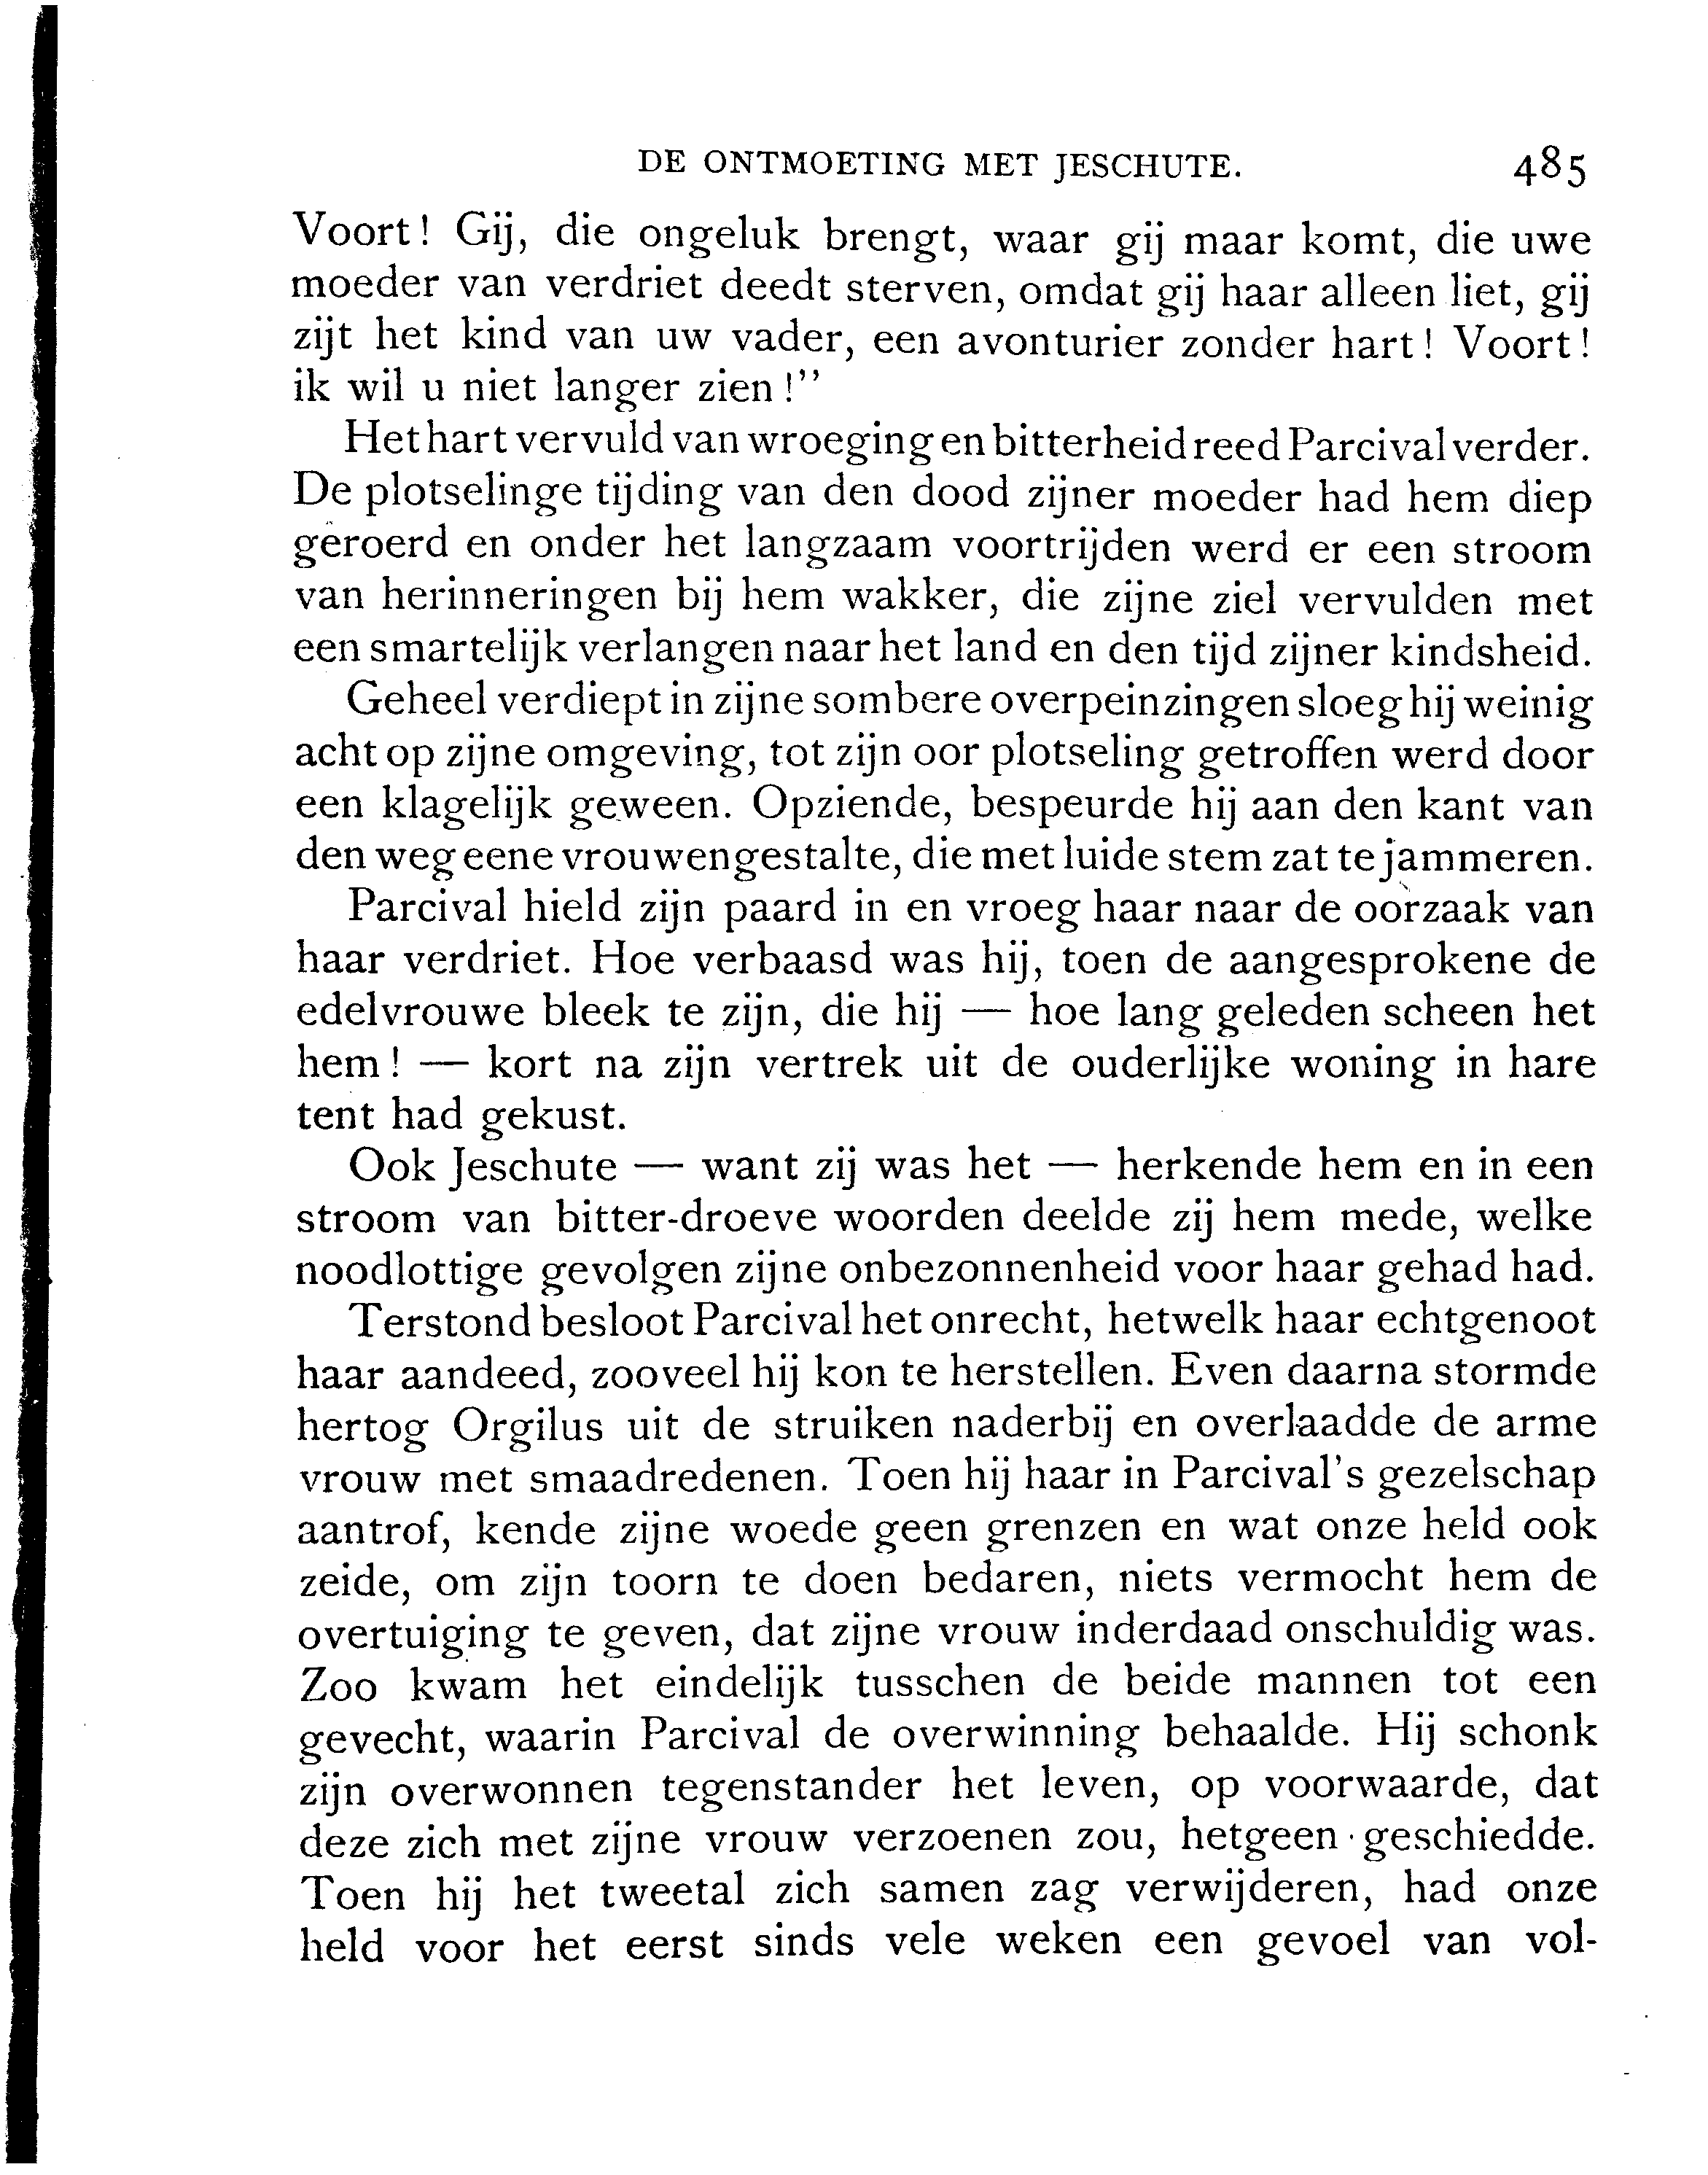 DE ONTMOETING MET JESCHUTE. 485
Voort! Gij, die ongeluk brengt, waar gij maar komt, die uwe
moeder van verdriet deedt sterven, omdat gij haar alleen liet, gij
zijt het kind van uw vader, een avonturier zonder hart! Voort!
ik wil u niet langer zien!”
Het hart vervuld van wroeging en bitterheid reed Parcival verder.
De plotselinge tijding van den dood zijner moeder had hem diep
geroerd en onder het langzaam voortrijden werd er een stroom
van herinneringen bij hem wakker, die zijne ziel vervulden met
een smartelijk verlangen naar het land en den tijd zijner kindsheid.
Geheel verdiept in zijne sombere overpeinzingen sloeg hij weinig
acht op zijne omgeving, tot zijn oor plotseling getroffen werd door
een klagelijk geween. Opziende, bespeurde hij aan den kant van
den weg eene vrouwengestalte, die met luide stem zat te jammeren.
Parcival hield zijn paard in en vroeg haar naar de oorzaak van
haar verdriet. Hoe verbaasd was hij, toen de aangesprokene de
edelvrouwe bleek te zijn, die hij — hoe lang geleden scheen het
hem! — kort na zijn vertrek uit de ouderlijke woning in hare
tent had gekust.
Ook Jeschute — want zij was het — herkende hem en in een
stroom van bitter-droeve woorden deelde zij hem mede, welke
noodlottige gevolgen zijne onbezonnenheid voor haar gehad had.
Terstond besloot Parcival het onrecht, hetwelk haar echtgenoot
haar aandeed, zooveel hij kon te herstellen. Even daarna stormde
hertog Orgilus uit de struiken naderbij en overlaadde de arme
vrouw met smaadredenen. Toen hij haar in Parcival's gezelschap
aantrof, kende zijne woede geen grenzen en wat onze held ook
zeide, om zijn toorn te doen bedaren, niets vermocht hem de
overtuiging te geven, dat zijne vrouw inderdaad onschuldig was.
Zoo kwam het eindelijk tusschen de beide mannen tot een
gevecht, waarin Parcival de overwinning behaalde. Hij schonk
zijn overwonnen tegenstander het leven, op voorwaarde, dat
deze zich met zijne vrouw verzoenen zou, hetgeen geschiedde.
Toen hij het tweetal zich samen zag verwijderen, had onze
held voor het eerst sinds vele weken een gevoel van vol-